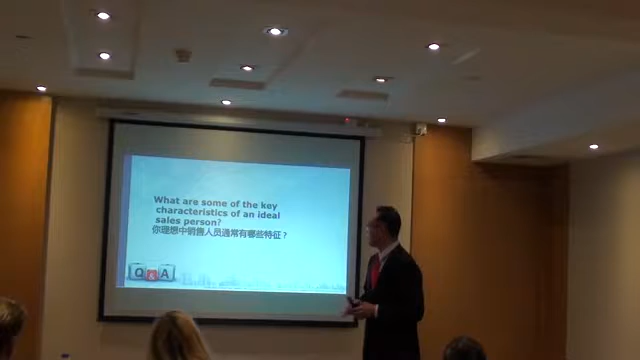 What are some of the key
characteristics of an ideal
sales person?
你理想中销售人员通常有哪些特征？
Q&A